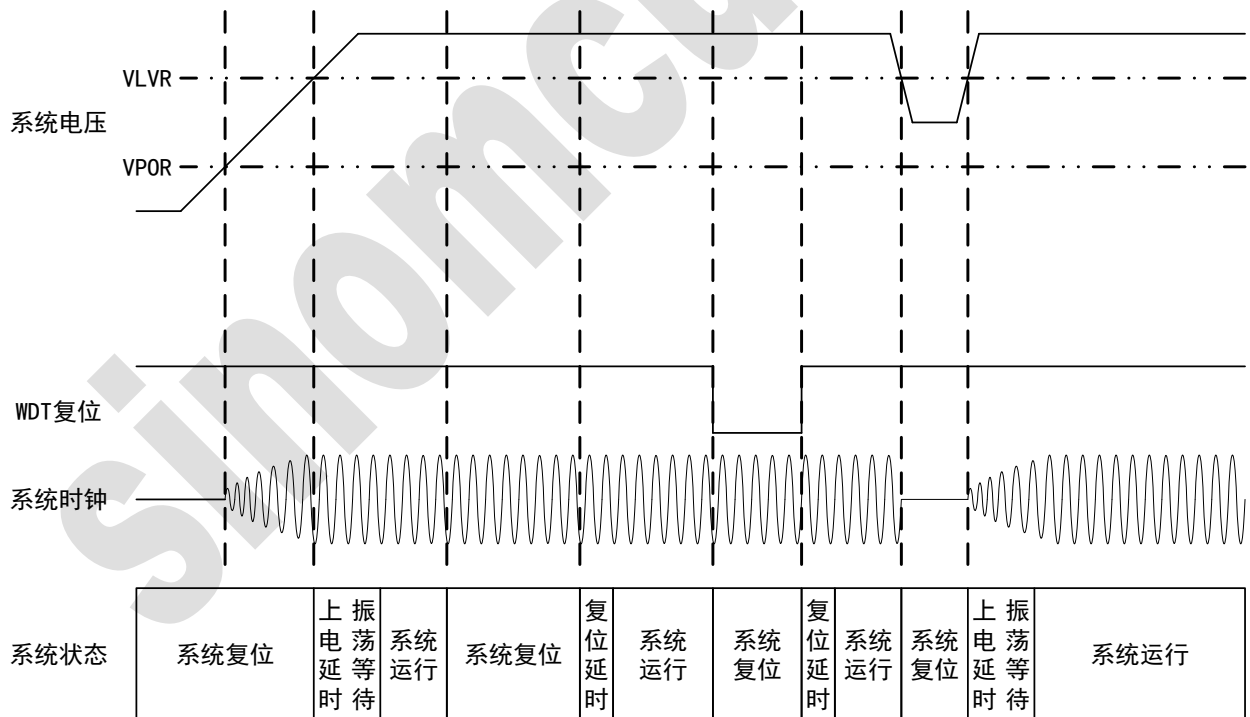 VLVR
系统电压
VPOR
WDT复位
系统时钟
系统状态
系统复位
上电延时
振荡等待
系统
运行
系统复位
复位延时
系统
运行
系统
复位
复位延时
系统
运行
系统
复位
上电延时
振荡等待
系统运行
sinomcu